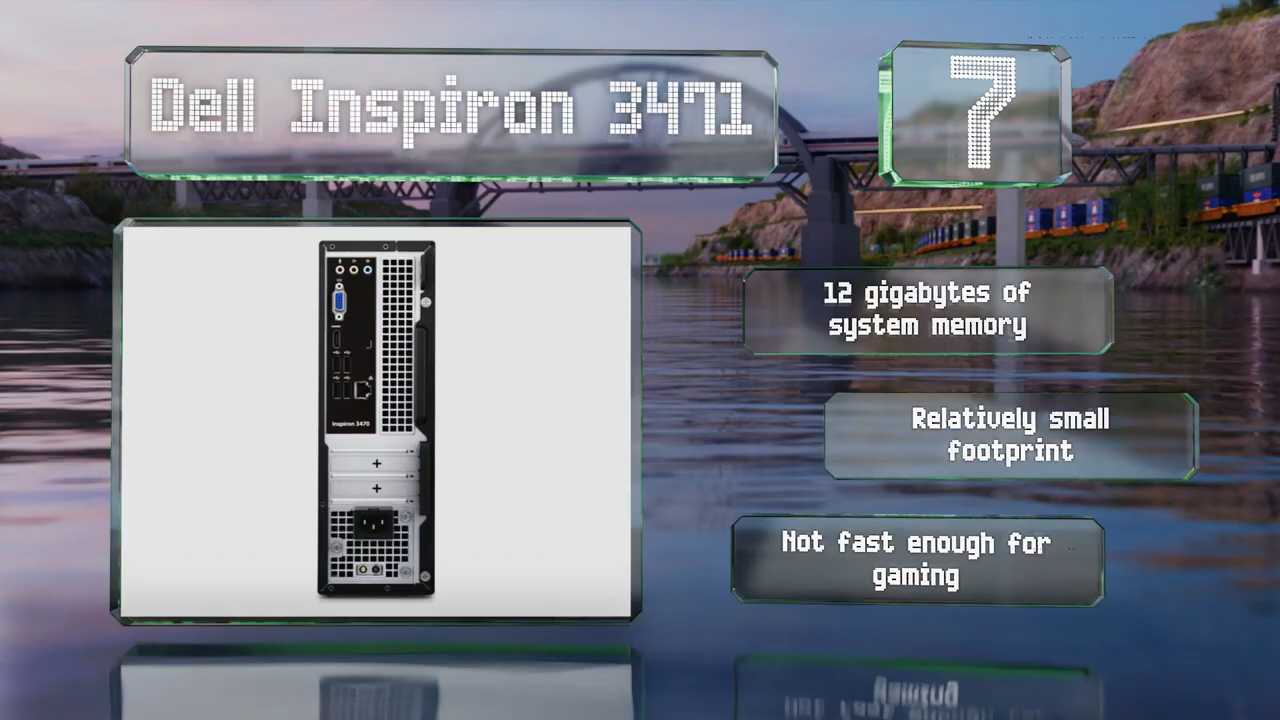 Dell Inspiron 3471
7
12 gigabytes of
system memory
Relatively small
footprint
Not fast enough for
gaming
Inspiron 3470